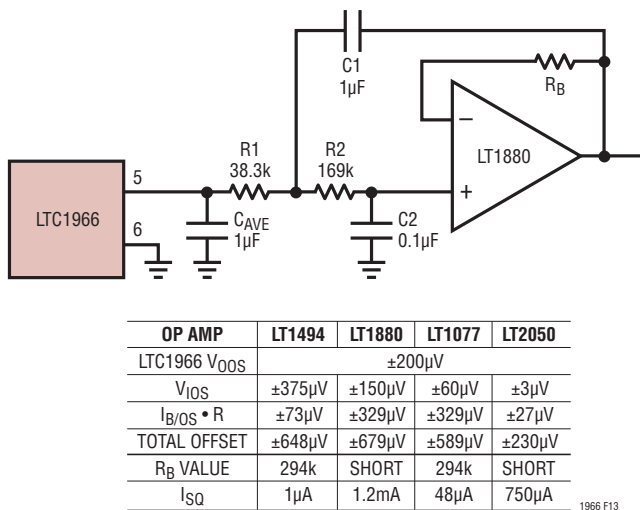 C1
1µF
R_B
LTC1966
5
6
R1
38.3k
R2
169k
C_AVE
1µF
C2
0.1µF
–
+
LT1880
OP AMP LT1494 LT1880 LT1077 LT2050
LTC1966 V_OOS ±200µV
V_IOS ±375µV ±150µV ±60µV ±3µV
I_B/OS • R ±73µV ±329µV ±329µV ±27µV
TOTAL OFFSET ±648µV ±679µV ±589µV ±230µV
R_B VALUE 294k SHORT 294k SHORT
I_SQ 1µA 1.2mA 48µA 750µA
1966 F13